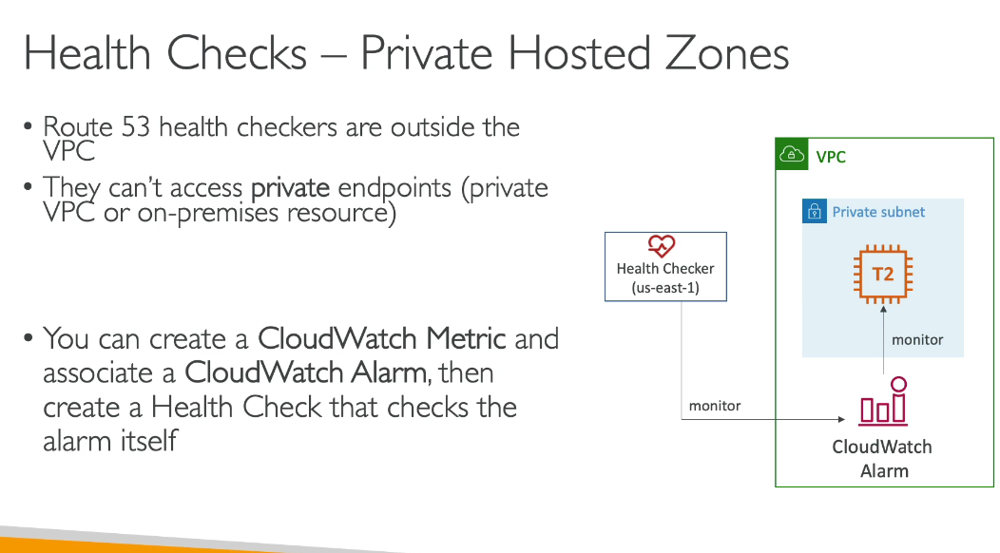 Health Checks – Private Hosted Zones
• Route 53 health checkers are outside the
VPC
• They can't access private endpoints (private
VPC or on-premises resource)
• You can create a CloudWatch Metric and
associate a CloudWatch Alarm, then
create a Health Check that checks the
alarm itself
VPC
Private subnet
T2
Health Checker
(us-east-1)
monitor
monitor
CloudWatch
Alarm